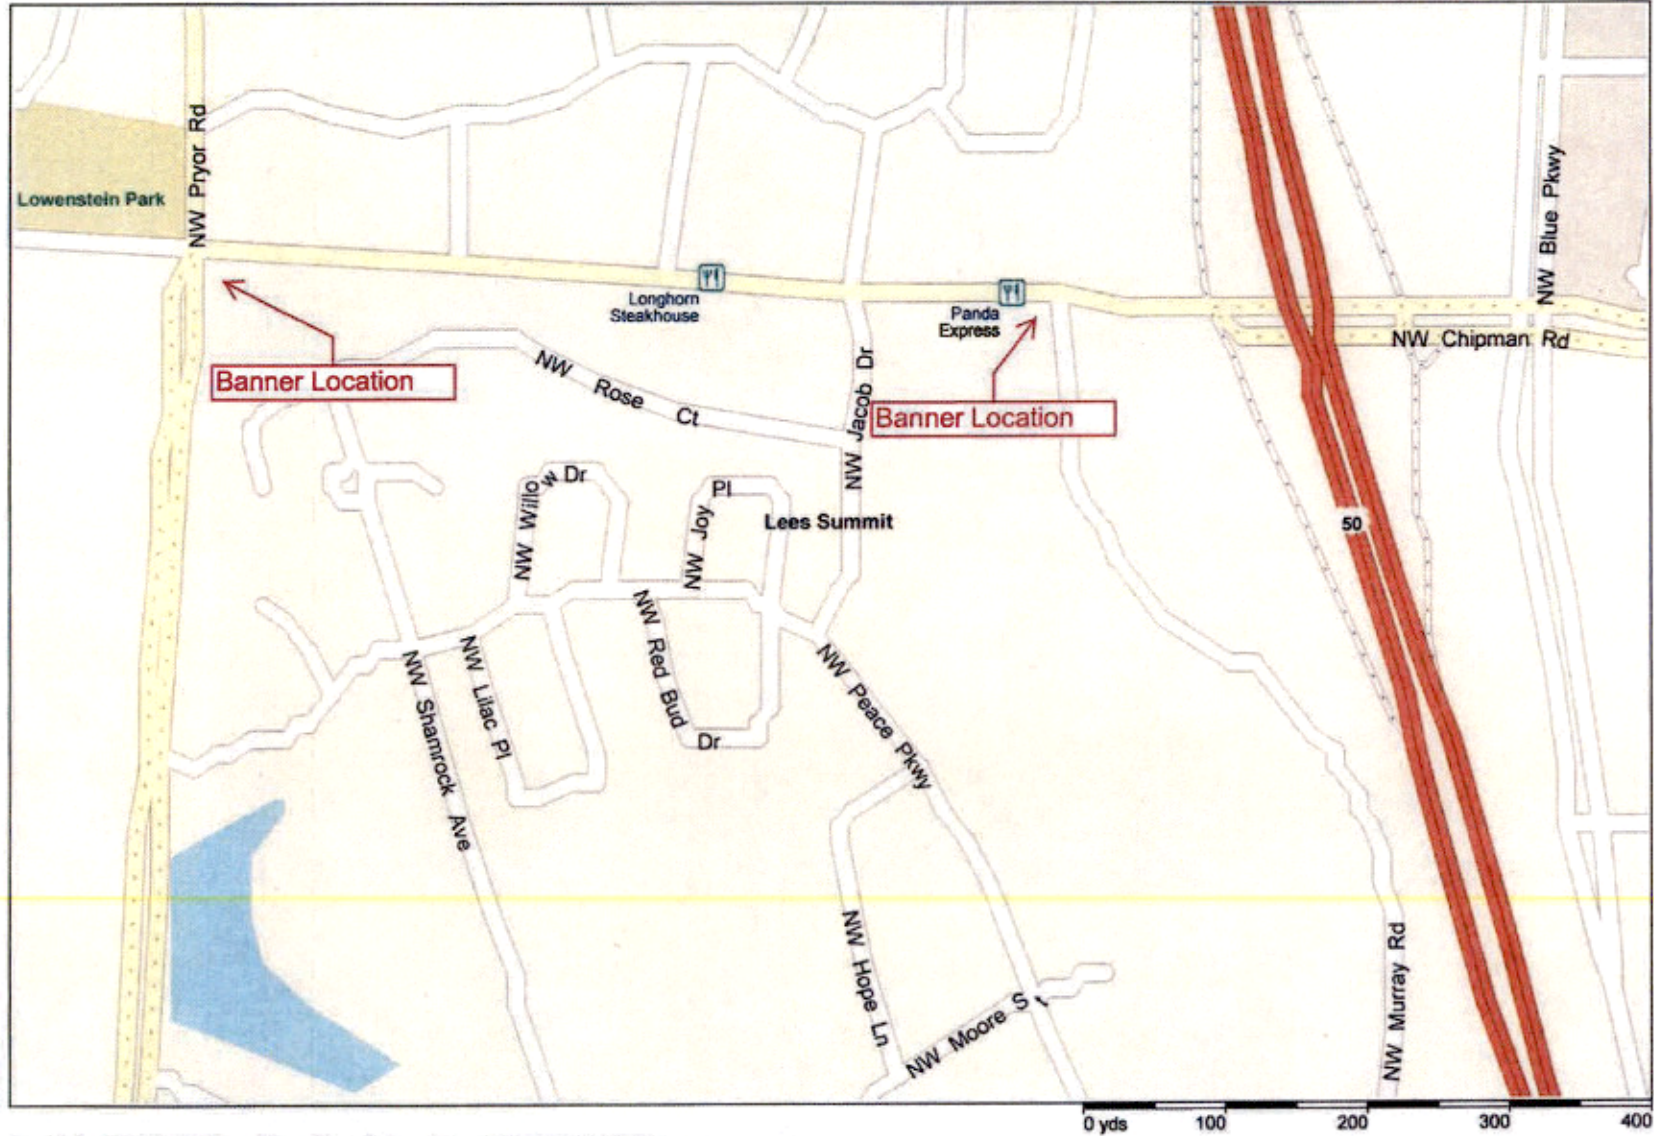 NW Pryor Rd
Lowenstein Park
NW Blue Pkwy
Longhorn
Steakhouse
Panda
Express
NW Chipman Rd
Banner Location
NW Rose Ct
NW Jacob Dr
Banner Location
NW Willow Dr
NW Joy Pl
Lees Summit
50
NW Red Bud Dr
NW Lilac Pl
NW Shamrock Ave
NW Peace Pkwy
NW Hope Ln
NW Moore St
NW Murray Rd
0 yds 100 200 300 400